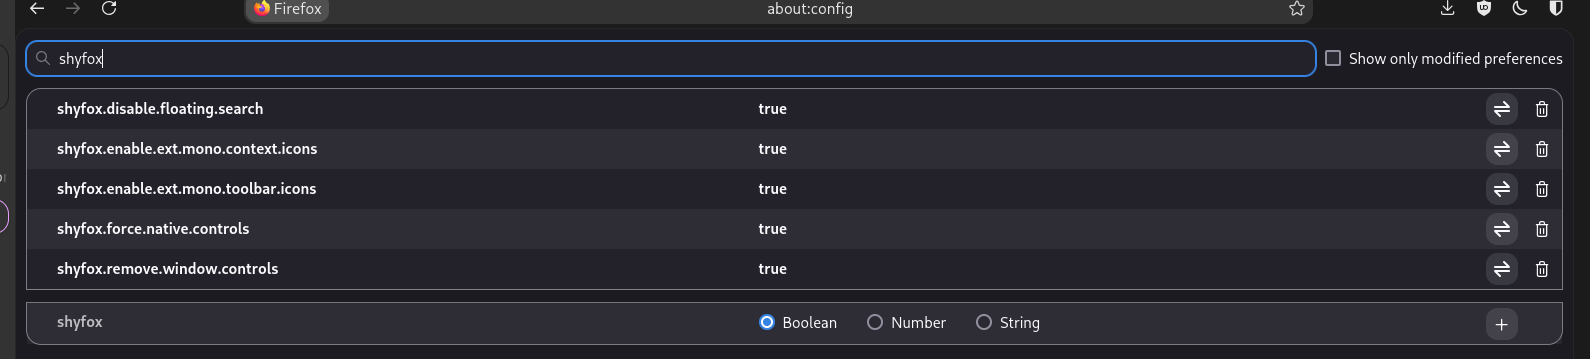 Firefox about:config
shyfox Show only modified preferences
shyfox.disable.floating.search true
shyfox.enable.ext.mono.context.icons true
shyfox.enable.ext.mono.toolbar.icons true
shyfox.force.native.controls true
shyfox.remove.window.controls true
shyfox Boolean Number String